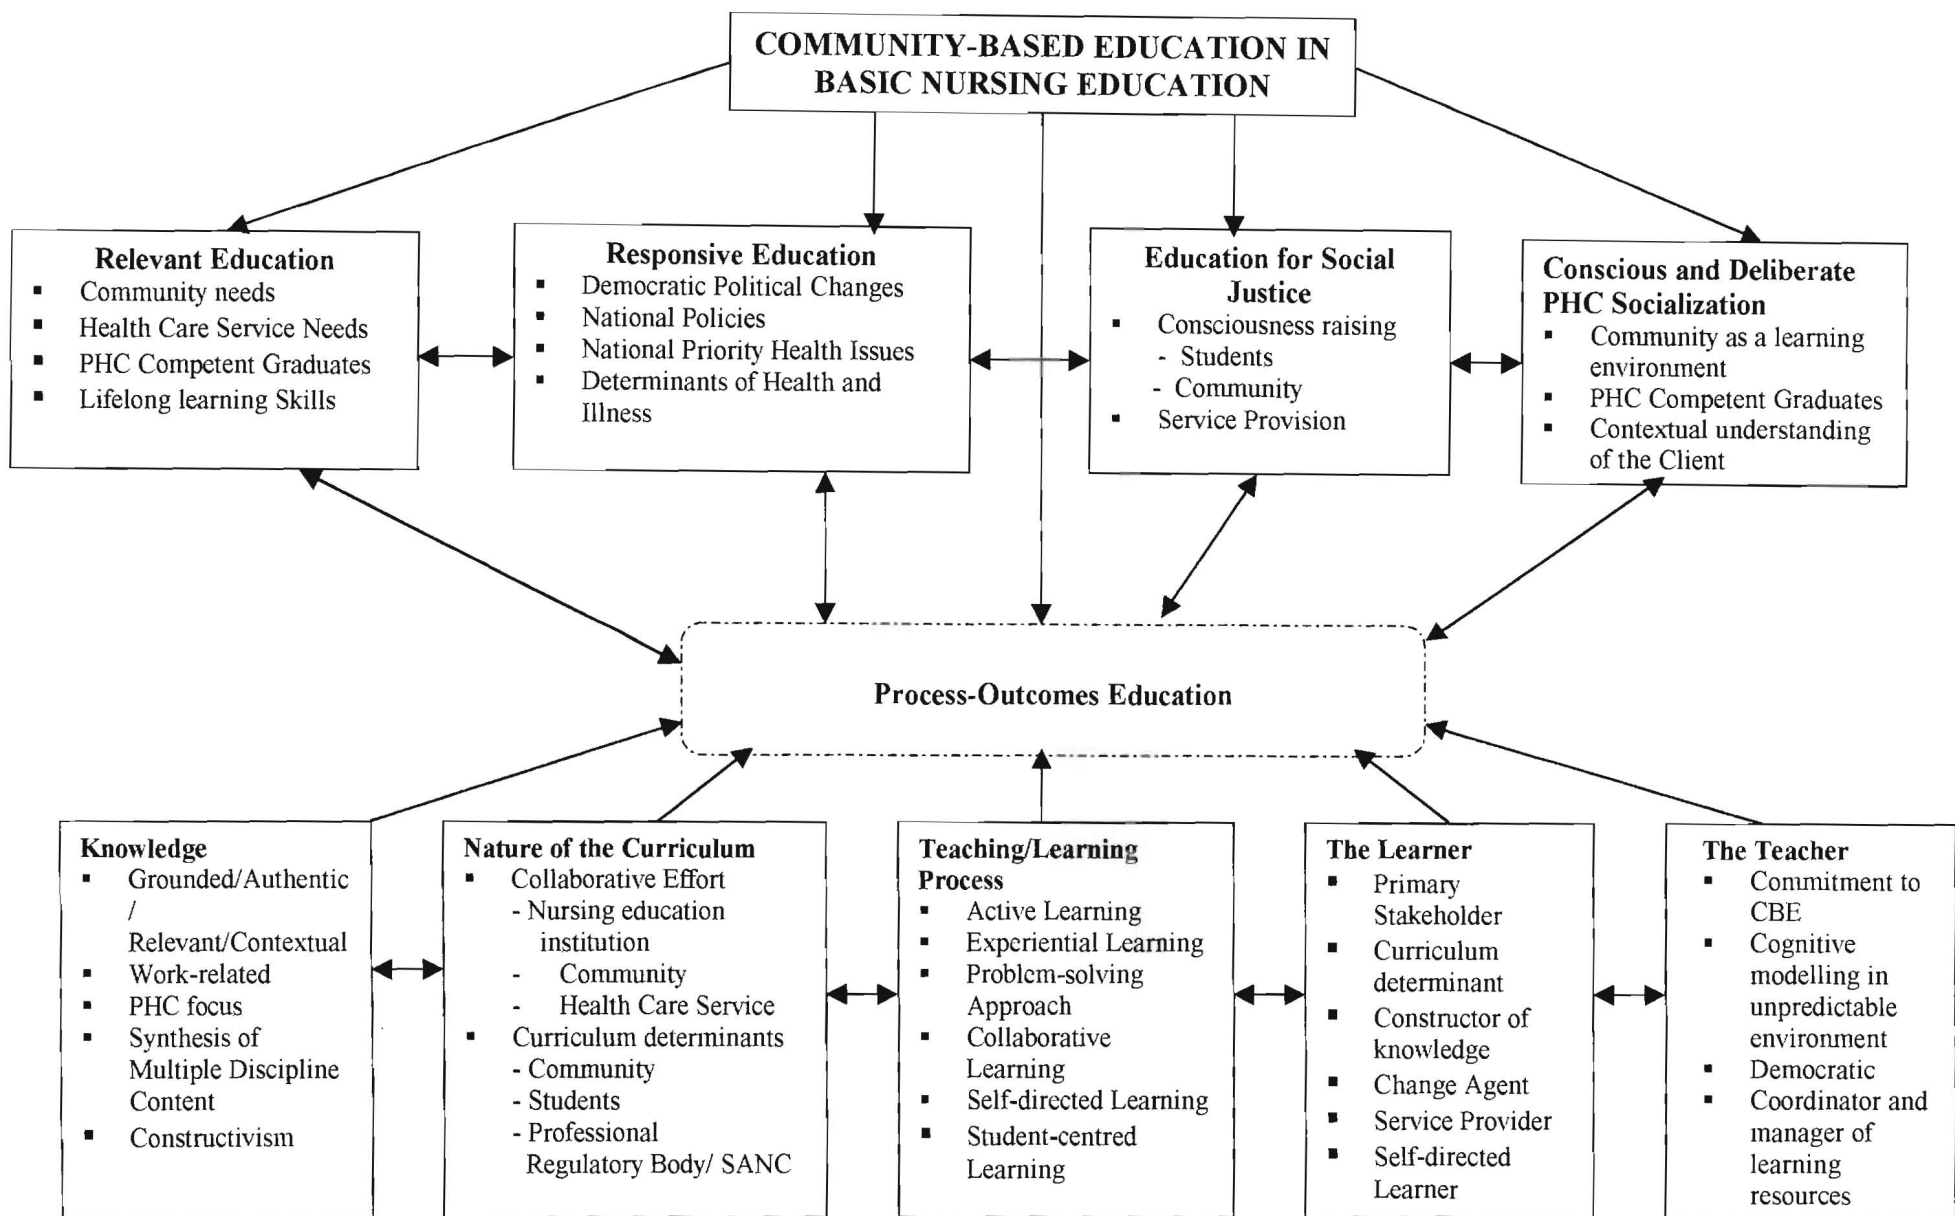 COMMUNITY-BASED EDUCATION IN
BASIC NURSING EDUCATION
Relevant Education
▪ Community needs
▪ Health Care Service Needs
▪ PHC Competent Graduates
▪ Lifelong learning Skills
Responsive Education
▪ Democratic Political Changes
▪ National Policies
▪ National Priority Health Issues
▪ Determinants of Health and
Illness
Education for Social
Justice
▪ Consciousness raising
- Students
- Community
▪ Service Provision
Conscious and Deliberate
PHC Socialization
▪ Community as a learning
environment
▪ PHC Competent Graduates
▪ Contextual understanding
of the Client
Process-Outcomes Education
Knowledge
▪ Grounded/Authentic
/
Relevant/Contextual
▪ Work-related
▪ PHC focus
▪ Synthesis of
Multiple Discipline
Content
▪ Constructivism
Nature of the Curriculum
▪ Collaborative Effort
- Nursing education
institution
- Community
- Health Care Service
▪ Curriculum determinants
- Community
- Students
- Professional
Regulatory Body/ SANC
Teaching/Learning
Process
▪ Active Learning
▪ Experiential Learning
▪ Problem-solving
Approach
▪ Collaborative
Learning
▪ Self-directed Learning
▪ Student-centred
Learning
The Learner
▪ Primary
Stakeholder
▪ Curriculum
determinant
▪ Constructor of
knowledge
▪ Change Agent
▪ Service Provider
▪ Self-directed
Learner
The Teacher
▪ Commitment to
CBE
▪ Cognitive
modelling in
unpredictable
environment
▪ Democratic
▪ Coordinator and
manager of
learning
resources